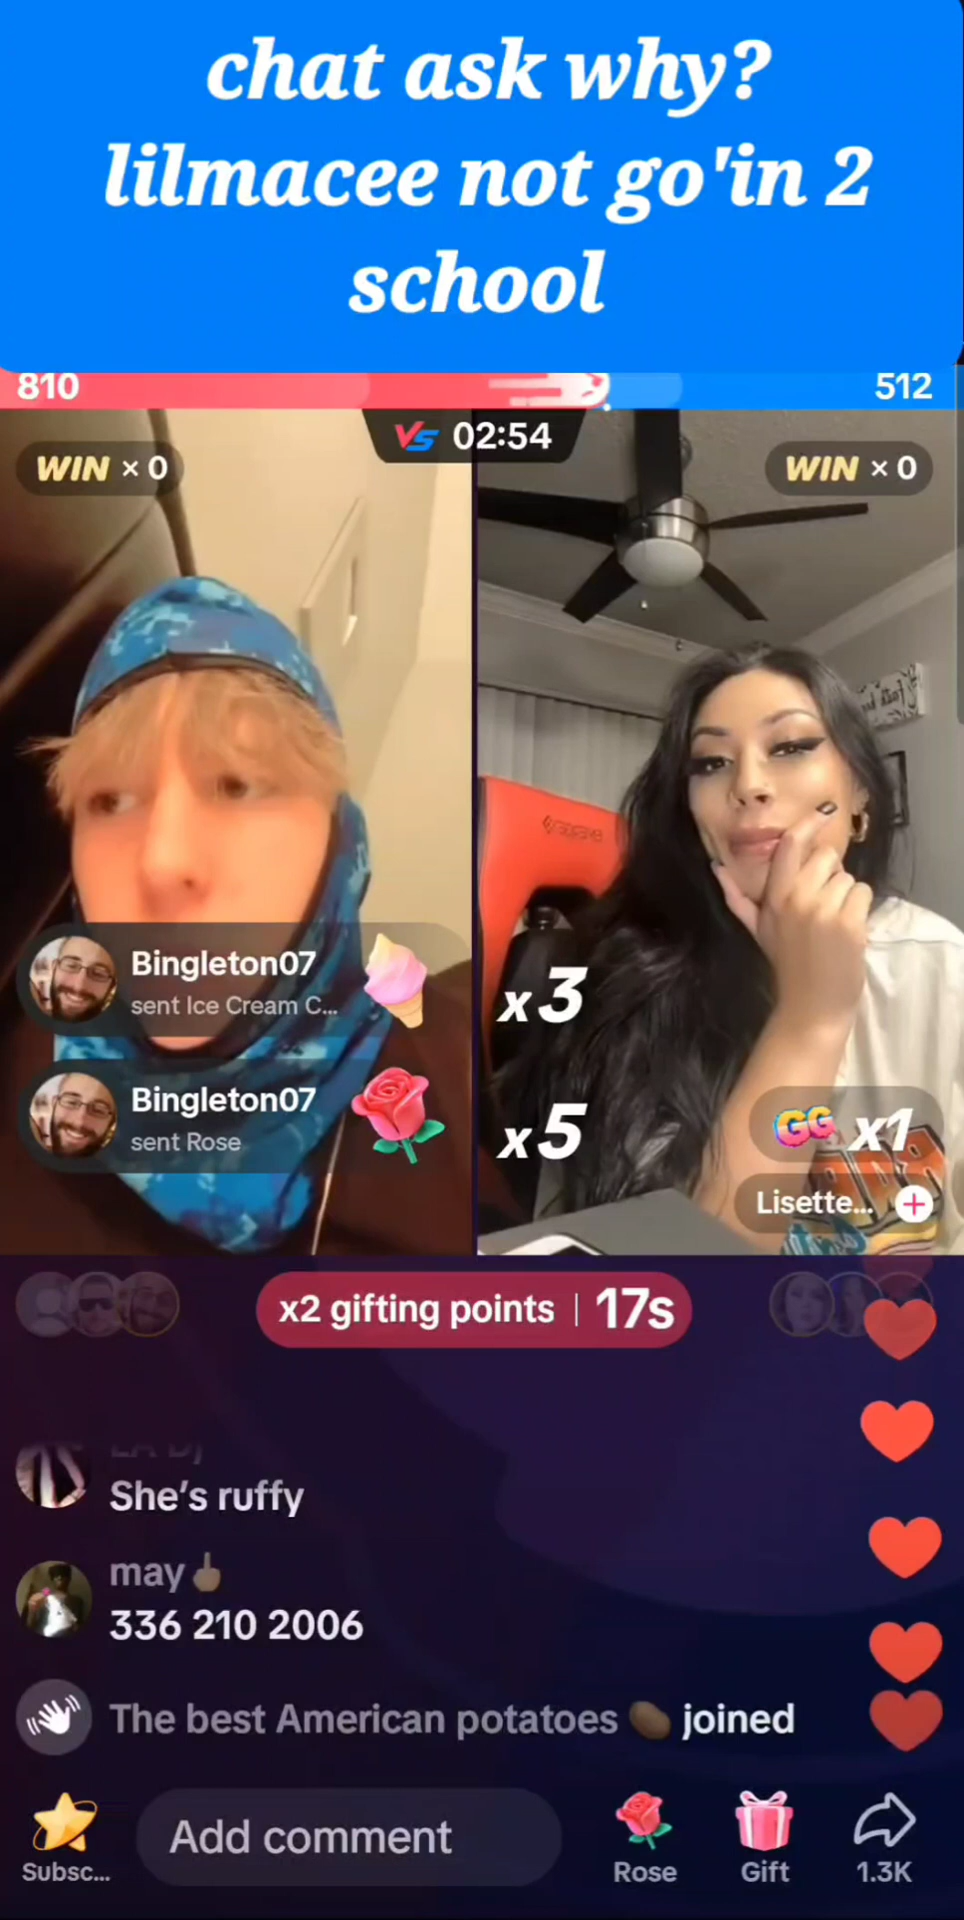 chat ask why?
lilmacee not go'in 2
school
810
512
VS 02:54
WIN × 0
WIN × 0
Bingleton07
sent Ice Cream C...
x3
Bingleton07
sent Rose
x5
GG x1
Lisette... +
x2 gifting points | 17s
She's ruffy
may🖕🏽
336 210 2006
The best American potatoes 🥔 joined
Add comment
Subsc...
Rose
Gift
1.3K